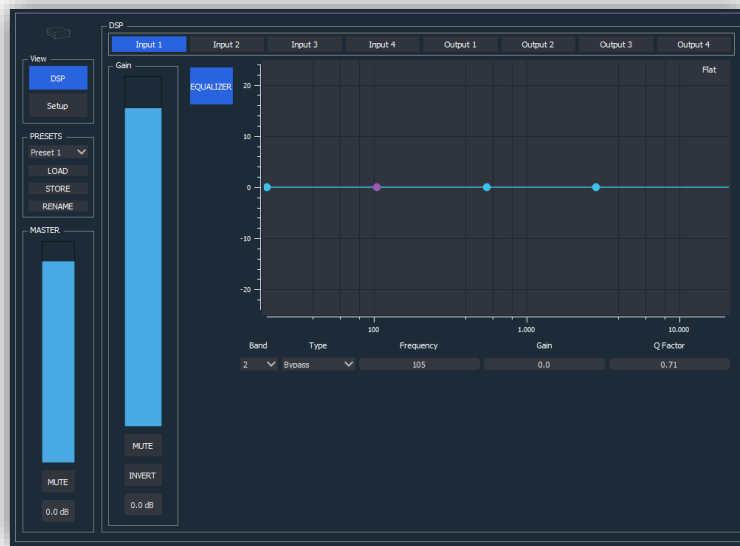 DSP
Input 1 Input 2 Input 3 Input 4 Output 1 Output 2 Output 3 Output 4
View
DSP
Setup
PRESETS
Preset 1
LOAD
STORE
RENAME
MASTER
MUTE
0.0 dB
Gain
MUTE
INVERT
0.0 dB
EQUALIZER
Flat
20
10
0
-10
-20
100 1.000 10.000
Band Type Frequency Gain Q Factor
2 Bypass 105 0.0 0.71